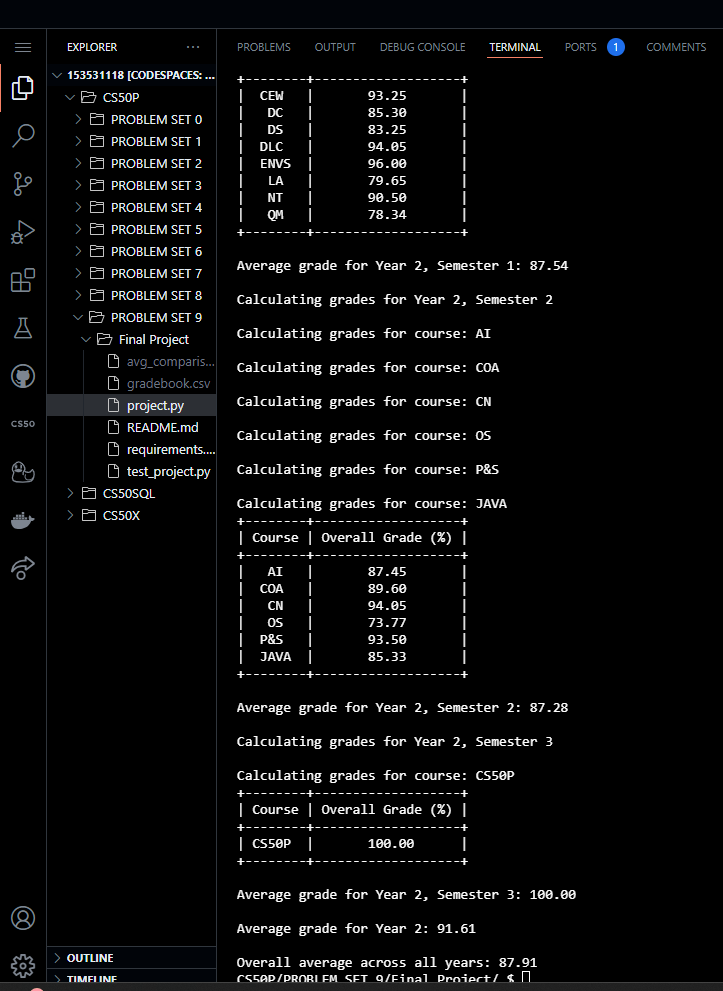 EXPLORER
...
153531118 [CODESPACES: ...
CS50P
PROBLEM SET 0
PROBLEM SET 1
PROBLEM SET 2
PROBLEM SET 3
PROBLEM SET 4
PROBLEM SET 5
PROBLEM SET 6
PROBLEM SET 7
PROBLEM SET 8
PROBLEM SET 9
Final Project
avg_comparis...
gradebook.csv
project.py
README.md
requirements....
test_project.py
CS50SQL
CS50X
OUTLINE
TIMELINE
CS50
PROBLEMS OUTPUT DEBUG CONSOLE TERMINAL PORTS 1 COMMENTS
+--------+-------------------+
| CEW | 93.25 |
| DC | 85.30 |
| DS | 83.25 |
| DLC | 94.05 |
| ENVS | 96.00 |
| LA | 79.65 |
| NT | 90.50 |
| QM | 78.34 |
+--------+-------------------+
Average grade for Year 2, Semester 1: 87.54
Calculating grades for Year 2, Semester 2
Calculating grades for course: AI
Calculating grades for course: COA
Calculating grades for course: CN
Calculating grades for course: OS
Calculating grades for course: P&S
Calculating grades for course: JAVA
+--------+-------------------+
| Course | Overall Grade (%) |
+--------+-------------------+
| AI | 87.45 |
| COA | 89.60 |
| CN | 94.05 |
| OS | 73.77 |
| P&S | 93.50 |
| JAVA | 85.33 |
+--------+-------------------+
Average grade for Year 2, Semester 2: 87.28
Calculating grades for Year 2, Semester 3
Calculating grades for course: CS50P
+--------+-------------------+
| Course | Overall Grade (%) |
+--------+-------------------+
| CS50P | 100.00 |
+--------+-------------------+
Average grade for Year 2, Semester 3: 100.00
Average grade for Year 2: 91.61
Overall average across all years: 87.91
CS50P/PROBLEM SET 9/Final Project/ $